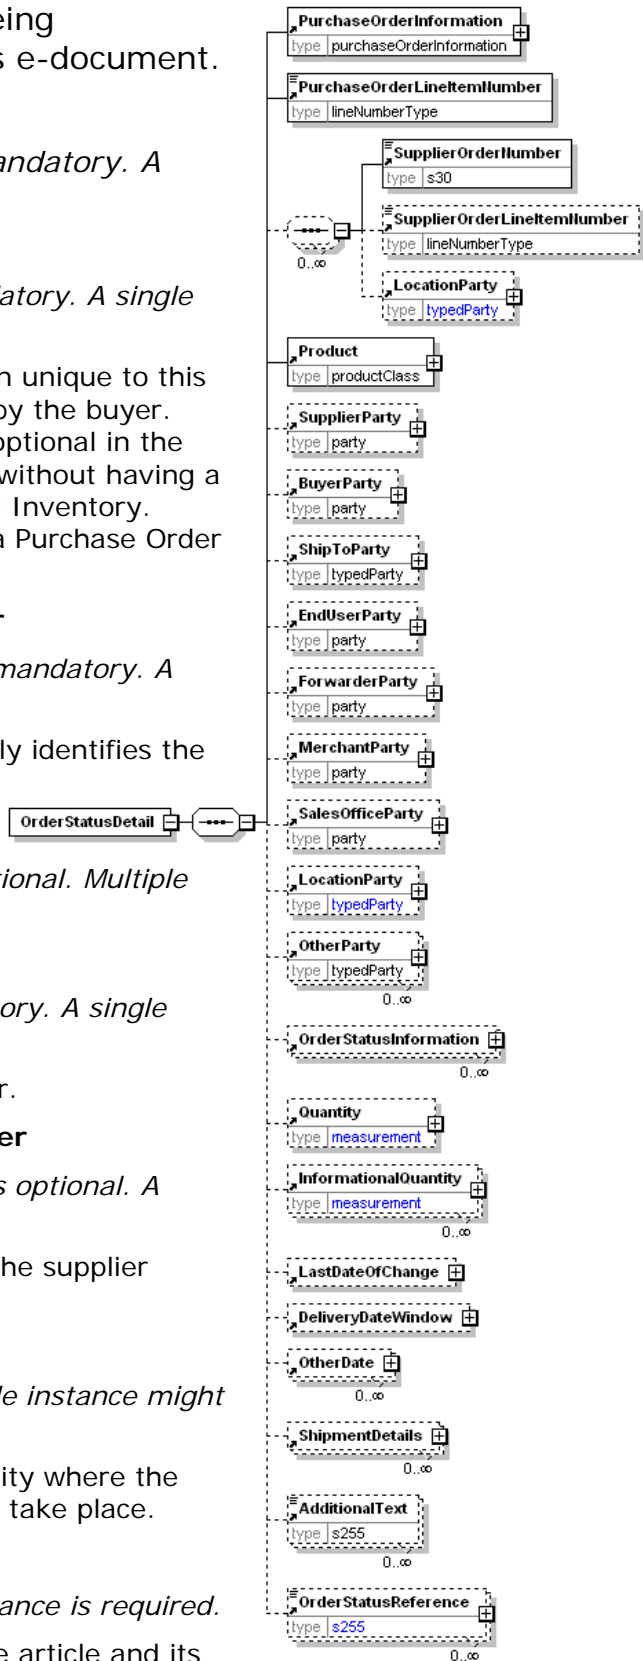 eing
s e-document.
andatory. A
latory. A single
n unique to this
by the buyer.
optional in the
without having a
Inventory.
a Purchase Order
r
mandatory. A
ly identifies the
tional. Multiple
ory. A single
r.
er
s optional. A
he supplier
le instance might
ity where the
take place.
ance is required.
e article and its
OrderStatusDetail
PurchaseOrderInformation
type purchaseOrderInformation
PurchaseOrderLineItemNumber
type lineNumberType
0..∞
SupplierOrderNumber
type s30
SupplierOrderLineItemNumber
type lineNumberType
LocationParty
type typedParty
Product
type productClass
SupplierParty
type party
BuyerParty
type party
ShipToParty
type typedParty
EndUserParty
type party
ForwarderParty
type party
MerchantParty
type party
SalesOfficeParty
type party
LocationParty
type typedParty
OtherParty
type typedParty
0..∞
OrderStatusInformation
0..∞
Quantity
type measurement
InformationalQuantity
type measurement
0..∞
LastDateOfChange
DeliveryDateWindow
OtherDate
0..∞
ShipmentDetails
0..∞
AdditionalText
type s255
0..∞
OrderStatusReference
type s255
0..∞